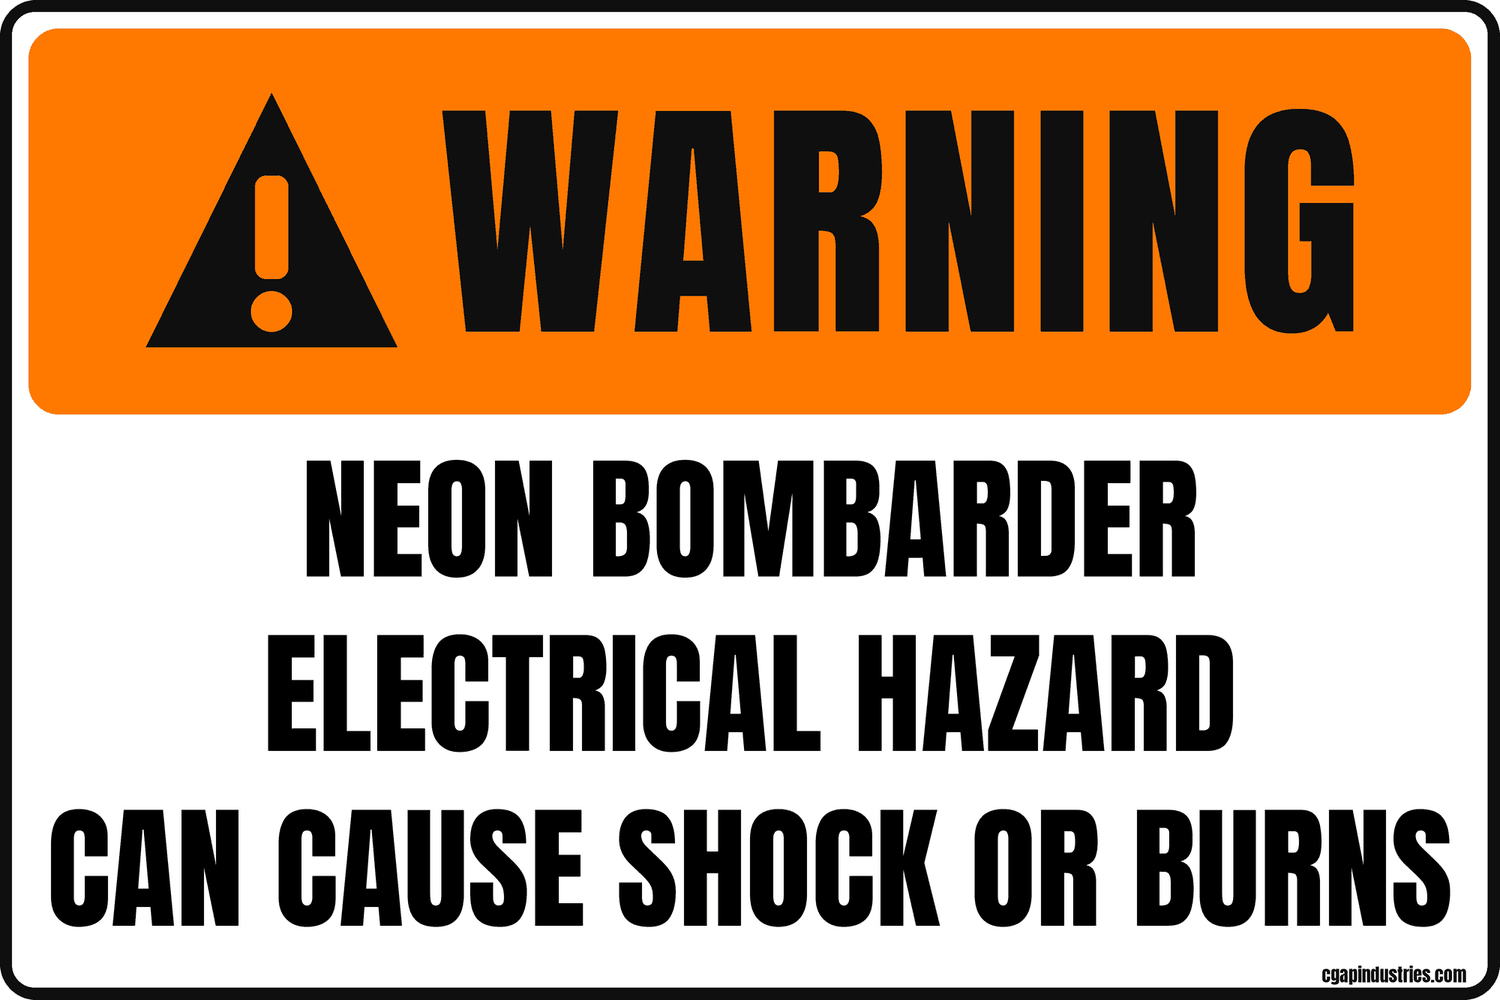 WARNING
NEON BOMBARDER
ELECTRICAL HAZARD
CAN CAUSE SHOCK OR BURNS
cgapindustries.com